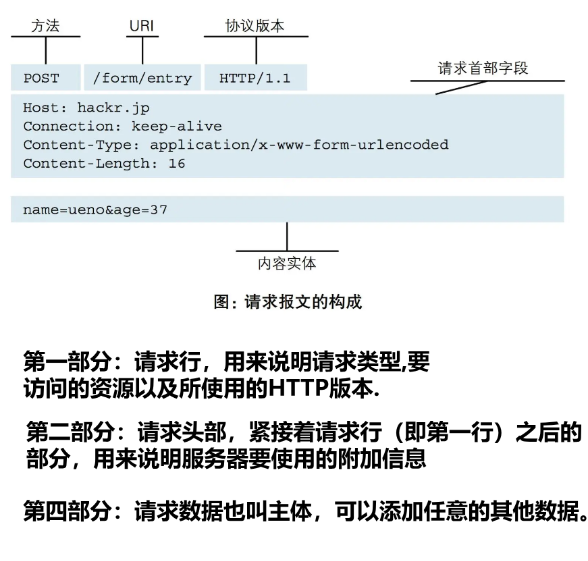 方法 URI 协议版本
请求首部字段
POST /form/entry HTTP/1.1
Host: hackr.jp
Connection: keep-alive
Content-Type: application/x-www-form-urlencoded
Content-Length: 16
name=ueno&age=37
内容实体
图：请求报文的构成
第一部分：请求行，用来说明请求类型,要
访问的资源以及所使用的HTTP版本.
第二部分：请求头部，紧接着请求行（即第一行）之后的
部分，用来说明服务器要使用的附加信息
第四部分：请求数据也叫主体，可以添加任意的其他数据。